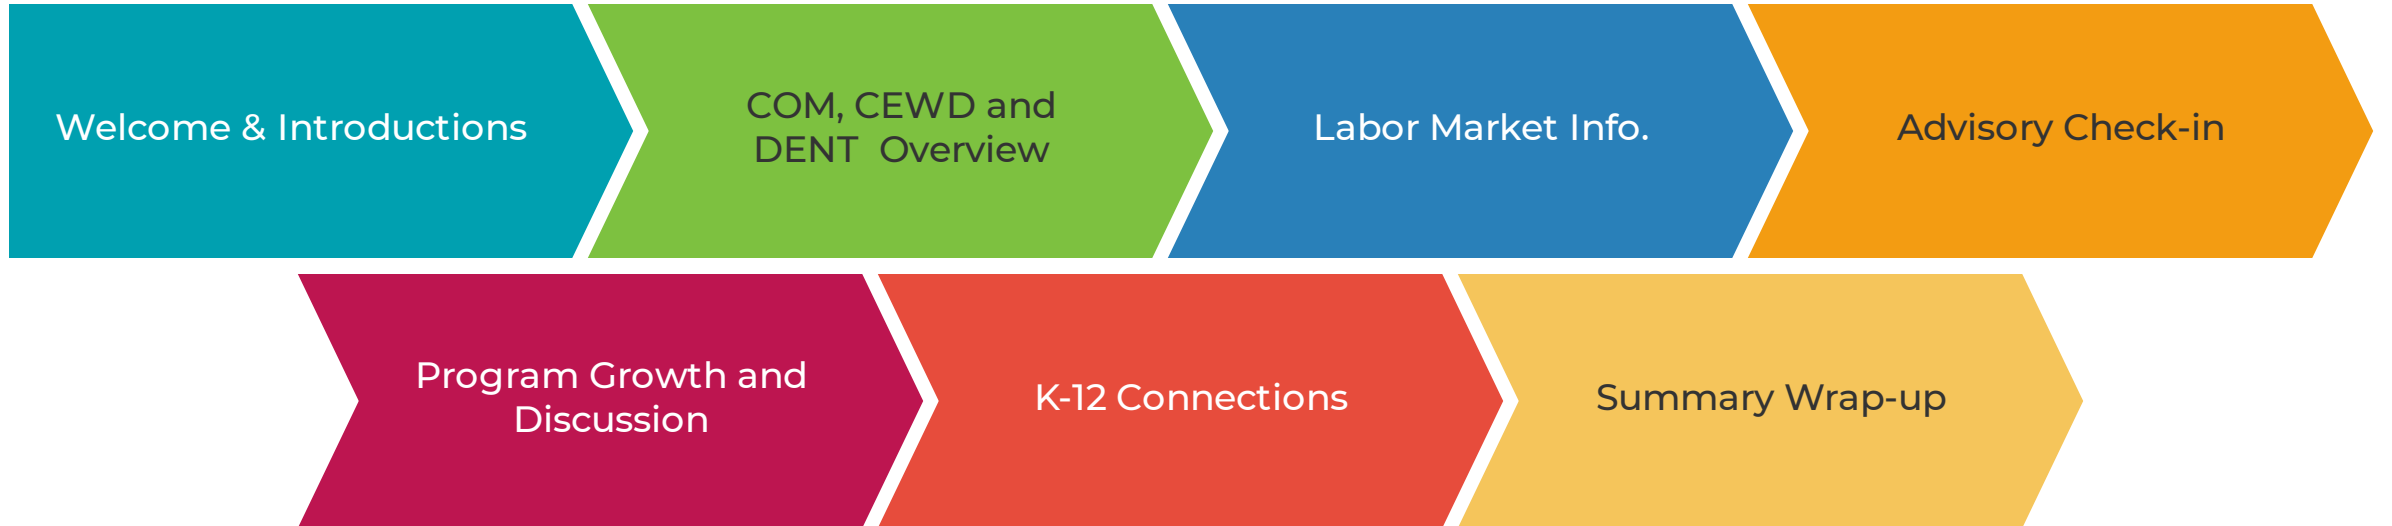 Welcome & Introductions
COM, CEWD and
DENT  Overview
Labor Market Info.
Advisory Check-in
Program Growth and
Discussion
K-12 Connections
Summary Wrap-up